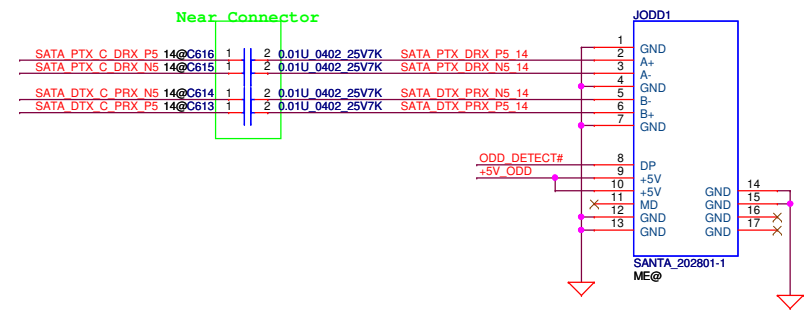 Near Connector
JODD1
SATA_PTX_C_DRX_P5 14@C616 1 2 0.01U_0402_25V7K SATA_PTX_DRX_P5_14
SATA_PTX_C_DRX_N5 14@C615 1 2 0.01U_0402_25V7K SATA_PTX_DRX_N5_14
SATA_DTX_C_PRX_N5 14@C614 1 2 0.01U_0402_25V7K SATA_DTX_PRX_N5_14
SATA_DTX_C_PRX_P5 14@C613 1 2 0.01U_0402_25V7K SATA_DTX_PRX_P5_14
1 GND
2 A+
3 A-
4 GND
5 B-
6 B+
7 GND
ODD_DETECT# 8 DP
+5V_ODD 9 +5V
10 +5V GND 14
11 MD GND 15
12 GND GND 16
13 GND GND 17
SANTA_202801-1
ME@